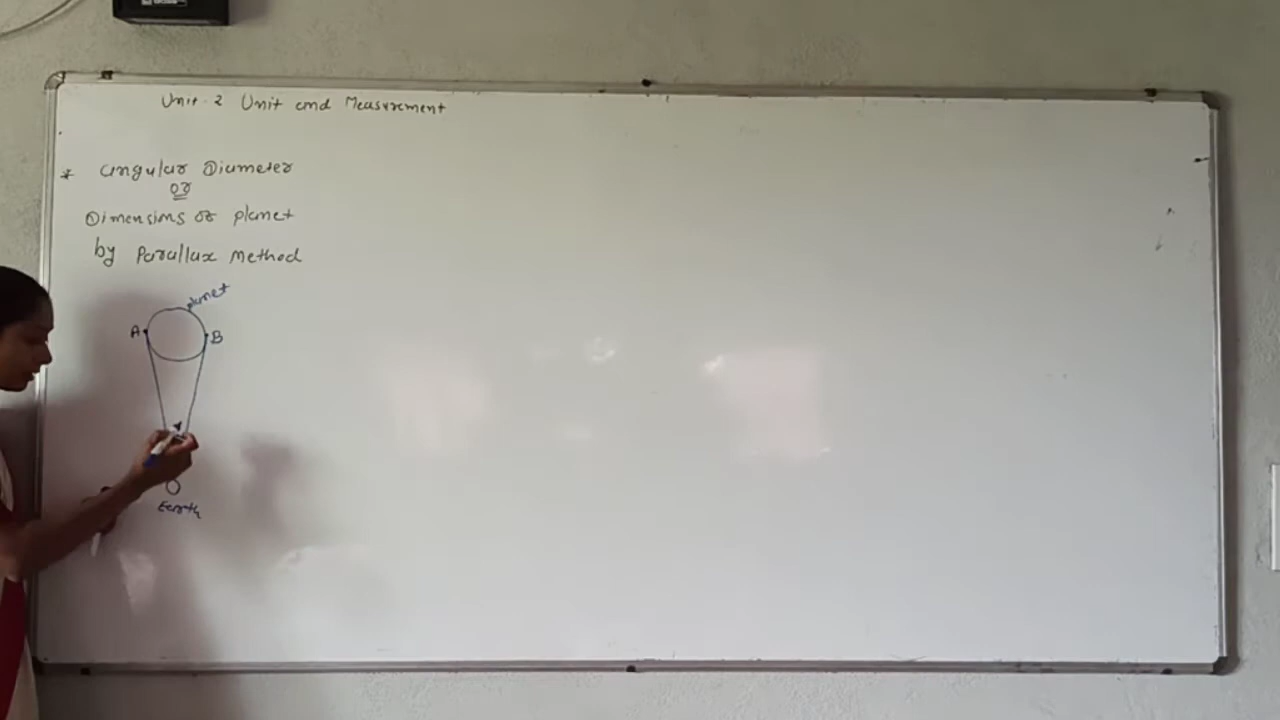 Unit - 2 Unit and Measurement
* Angular Diameter
or
Dimensions of planet
by Parallax Method
planet
A
B
Earth